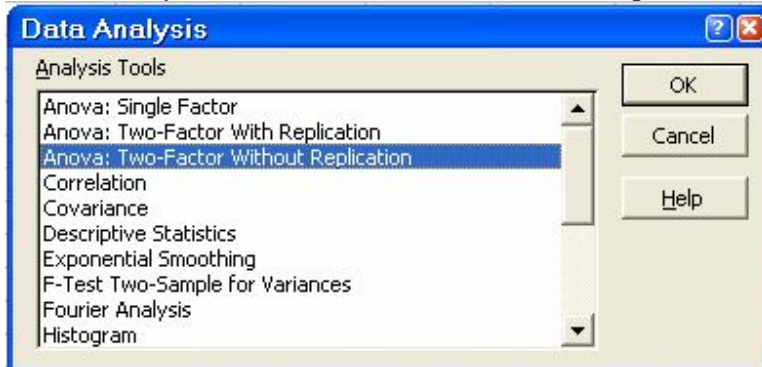 Data Analysis
Analysis Tools
Anova: Single Factor
Anova: Two-Factor With Replication
Anova: Two-Factor Without Replication
Correlation
Covariance
Descriptive Statistics
Exponential Smoothing
F-Test Two-Sample for Variances
Fourier Analysis
Histogram
OK
Cancel
Help